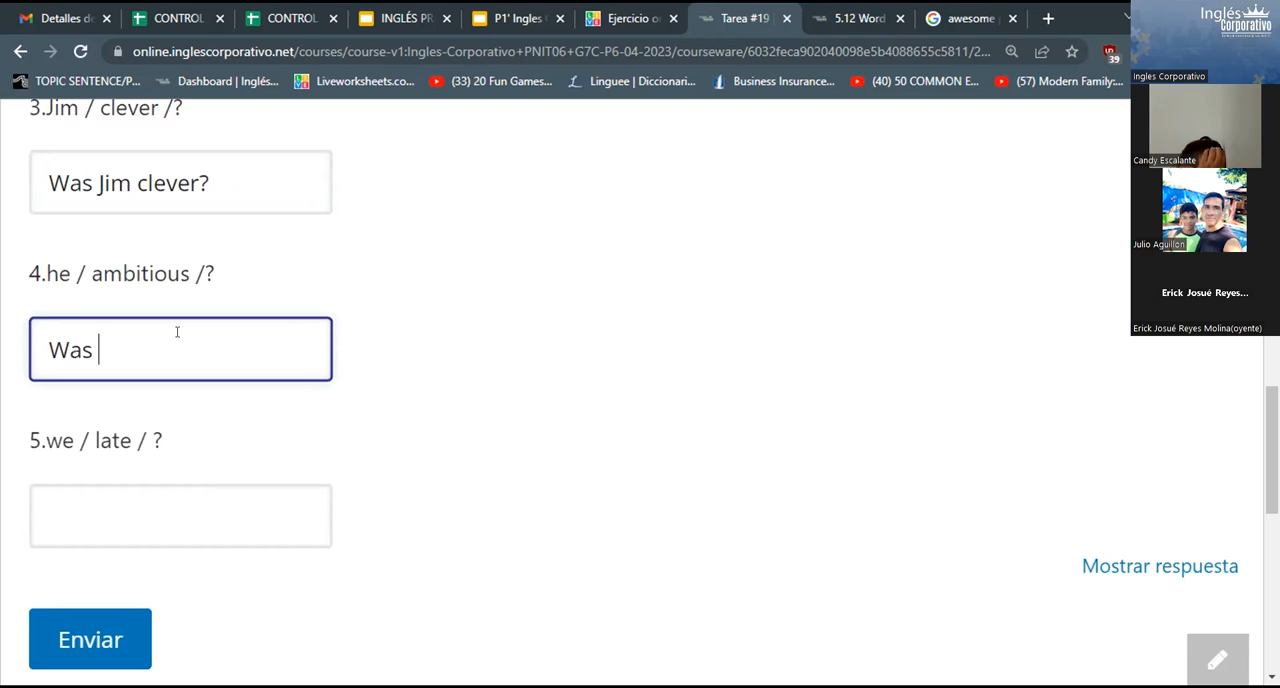 Detalles de
CONTROL
CONTROL
INGLÉS PR
P1' Ingles
Ejercicio o
Tarea #19
5.12 Word
awesome
online.inglescorporativo.net/courses/course-v1:Ingles-Corporativo+PNIT06+G7C-P6-04-2023/courseware/6032feca902040098e5b4088655c5811/2...
39
TOPIC SENTENCE/P...
Dashboard | Inglés...
Liveworksheets.co...
(33) 20 Fun Games...
Linguee | Diccionari...
Business Insurance...
(40) 50 COMMON E...
(57) Modern Family:...
Inglés
Corporativo
Ingles Corporativo
Candy Escalante
Julio Aguillon
Erick Josué Reyes...
Erick Josué Reyes Molina(oyente)
3.Jim / clever /?
Was Jim clever?
4.he / ambitious /?
Was
5.we / late / ?
Mostrar respuesta
Enviar